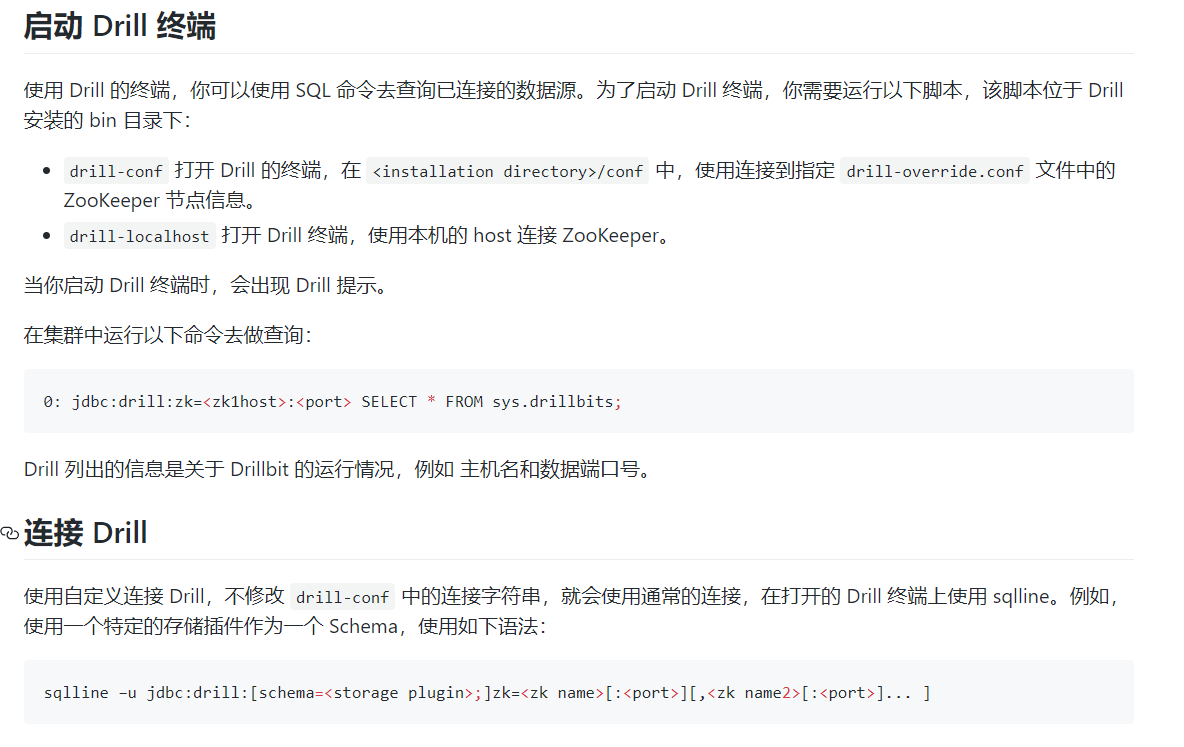 启动 Drill 终端
使用 Drill 的终端，你可以使用 SQL 命令去查询已连接的数据源。为了启动 Drill 终端，你需要运行以下脚本，该脚本位于 Drill
安装的 bin 目录下：
• drill-conf 打开 Drill 的终端，在 <installation directory>/conf 中，使用连接到指定 drill-override.conf 文件中的
ZooKeeper 节点信息。
• drill-localhost 打开 Drill 终端，使用本机的 host 连接 ZooKeeper。
当你启动 Drill 终端时，会出现 Drill 提示。
在集群中运行以下命令去做查询：
0: jdbc:drill:zk=<zk1host>:<port> SELECT * FROM sys.drillbits;
Drill 列出的信息是关于 Drillbit 的运行情况，例如 主机名和数据端口号。
连接 Drill
使用自定义连接 Drill，不修改 drill-conf 中的连接字符串，就会使用通常的连接，在打开的 Drill 终端上使用 sqlline。例如，
使用一个特定的存储插件作为一个 Schema，使用如下语法：
sqlline –u jdbc:drill:[schema=<storage plugin>;]zk=<zk name>[:<port>][,<zk name2>[:<port>]... ]